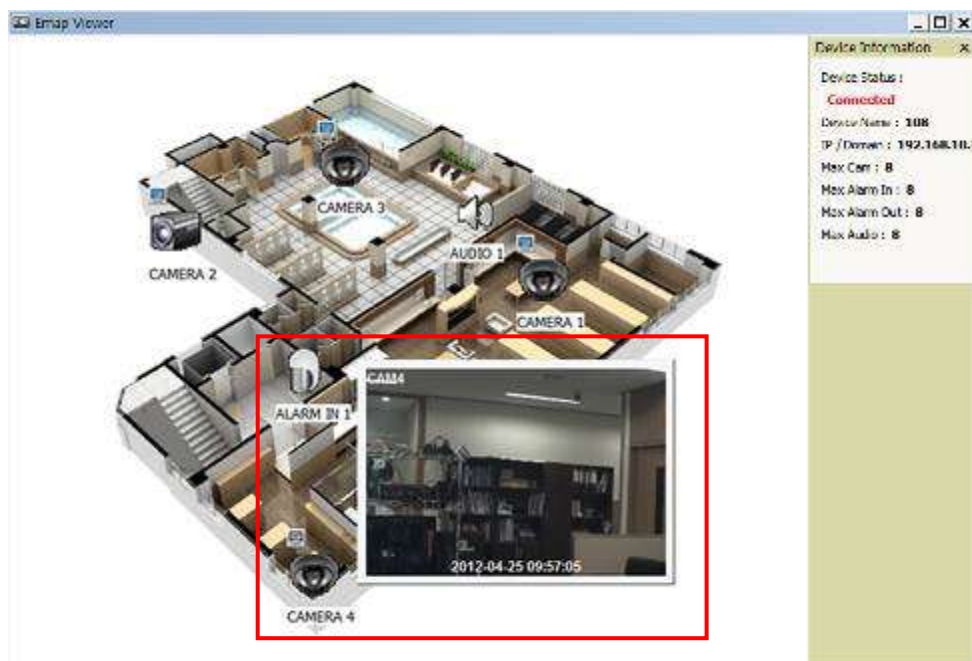 Emap Viewer
Device Information
Device Status :
Connected
Device Name : 108
IP / Domain : 192.168.10.
Max Cam : 8
Max Alarm In : 8
Max Alarm Out : 8
Max Audio : 8
CAMERA 3
AUDIO 1
CAMERA 2
CAMERA 1
CAM4
ALARM IN 1
2012-04-25 09:57:05
CAMERA 4